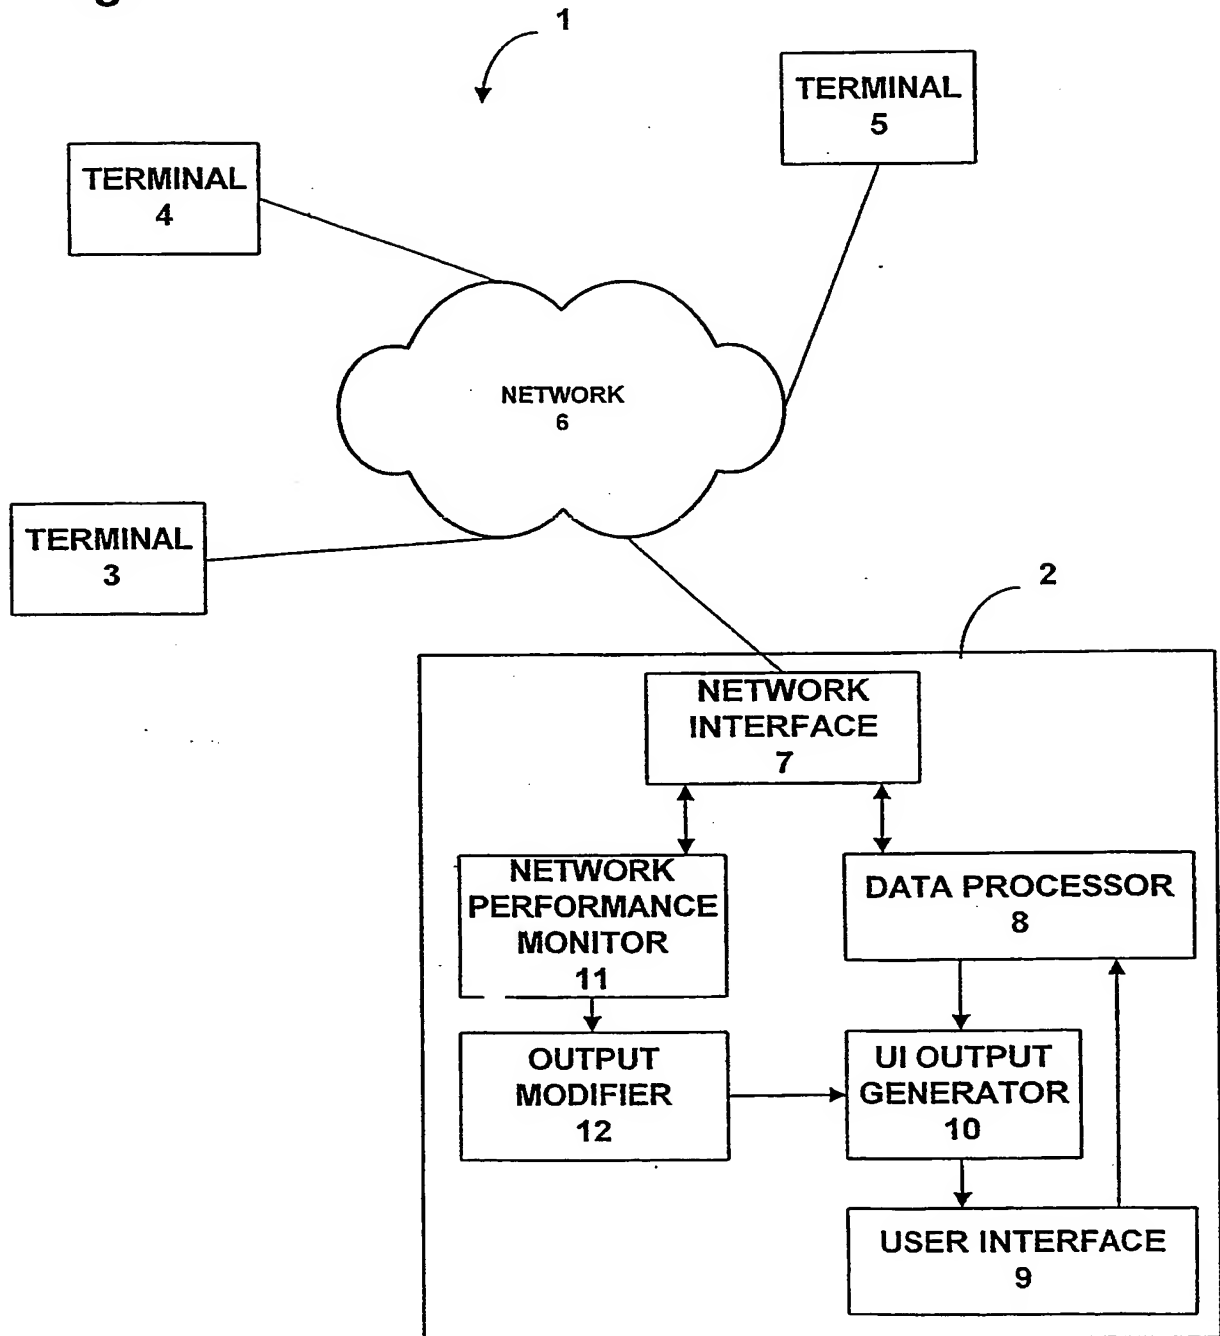 1
TERMINAL
5
TERMINAL
4
NETWORK
6
TERMINAL
3
2
NETWORK
INTERFACE
7
NETWORK
PERFORMANCE
MONITOR
11
DATA PROCESSOR
8
OUTPUT
MODIFIER
12
UI OUTPUT
GENERATOR
10
USER INTERFACE
9